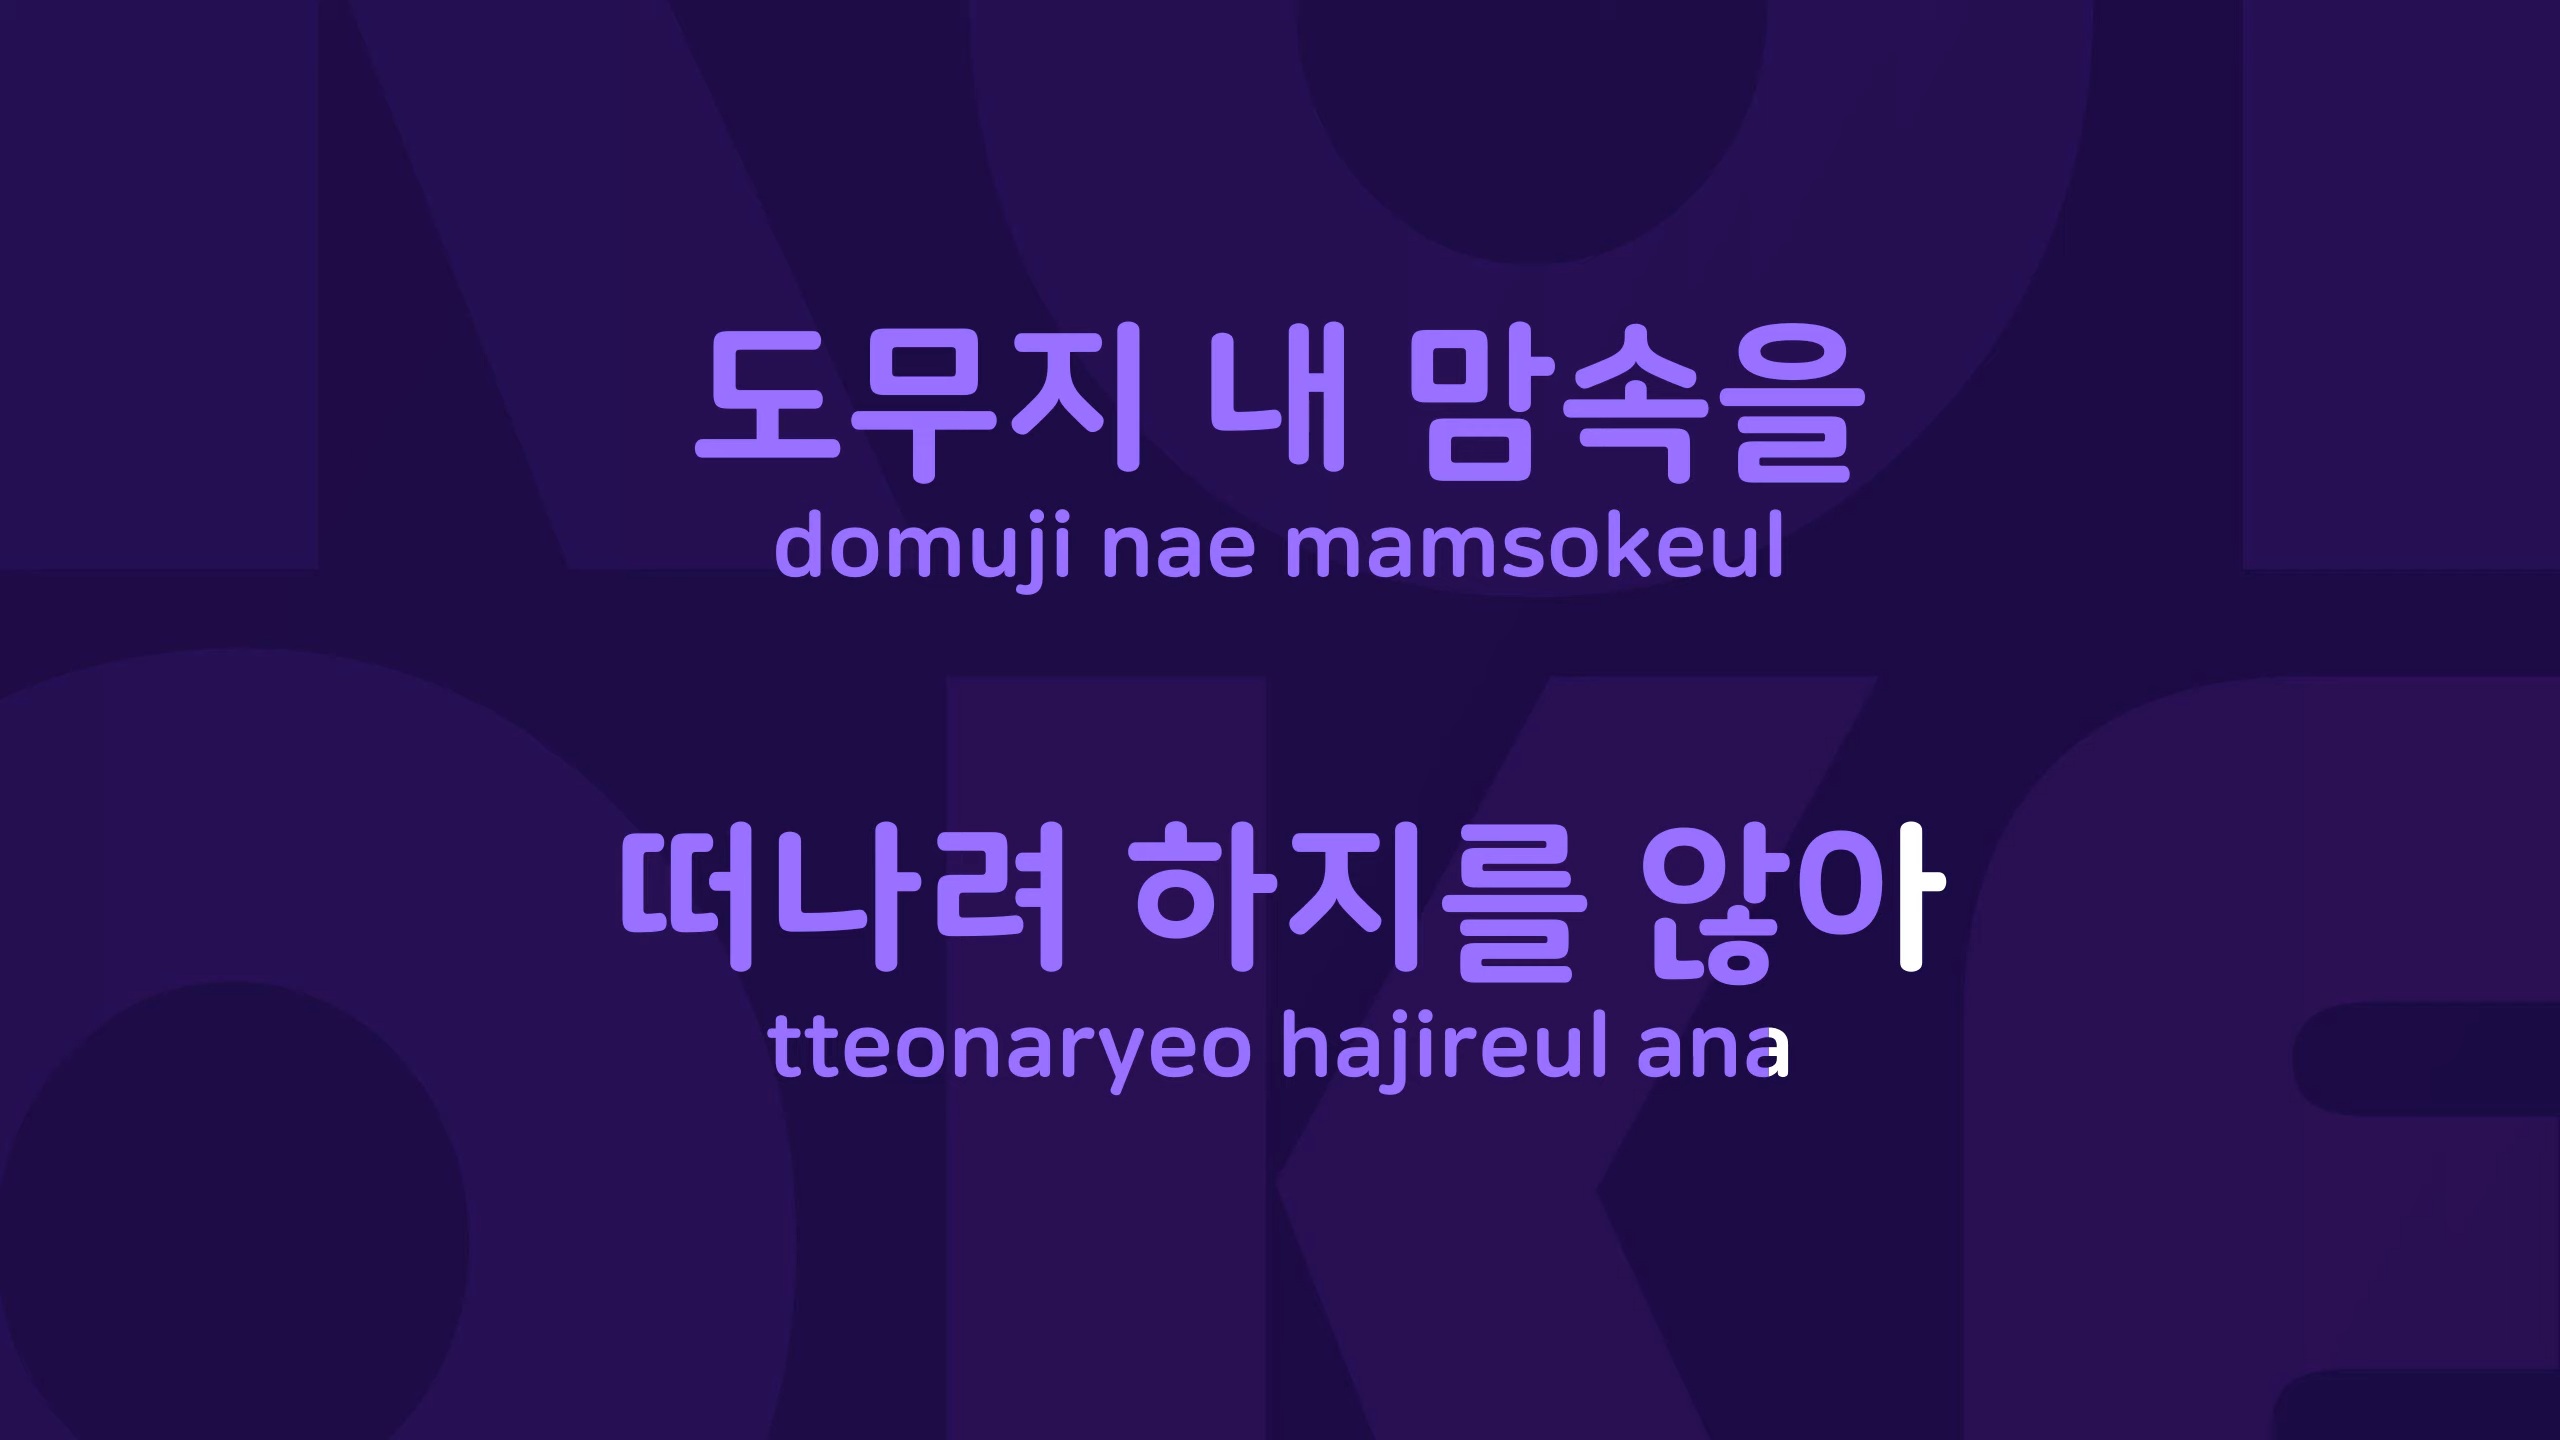 도무지 내 맘속을
domuji nae mamsokeul
떠나려 하지를 않아
tteonaryeo hajireul ana